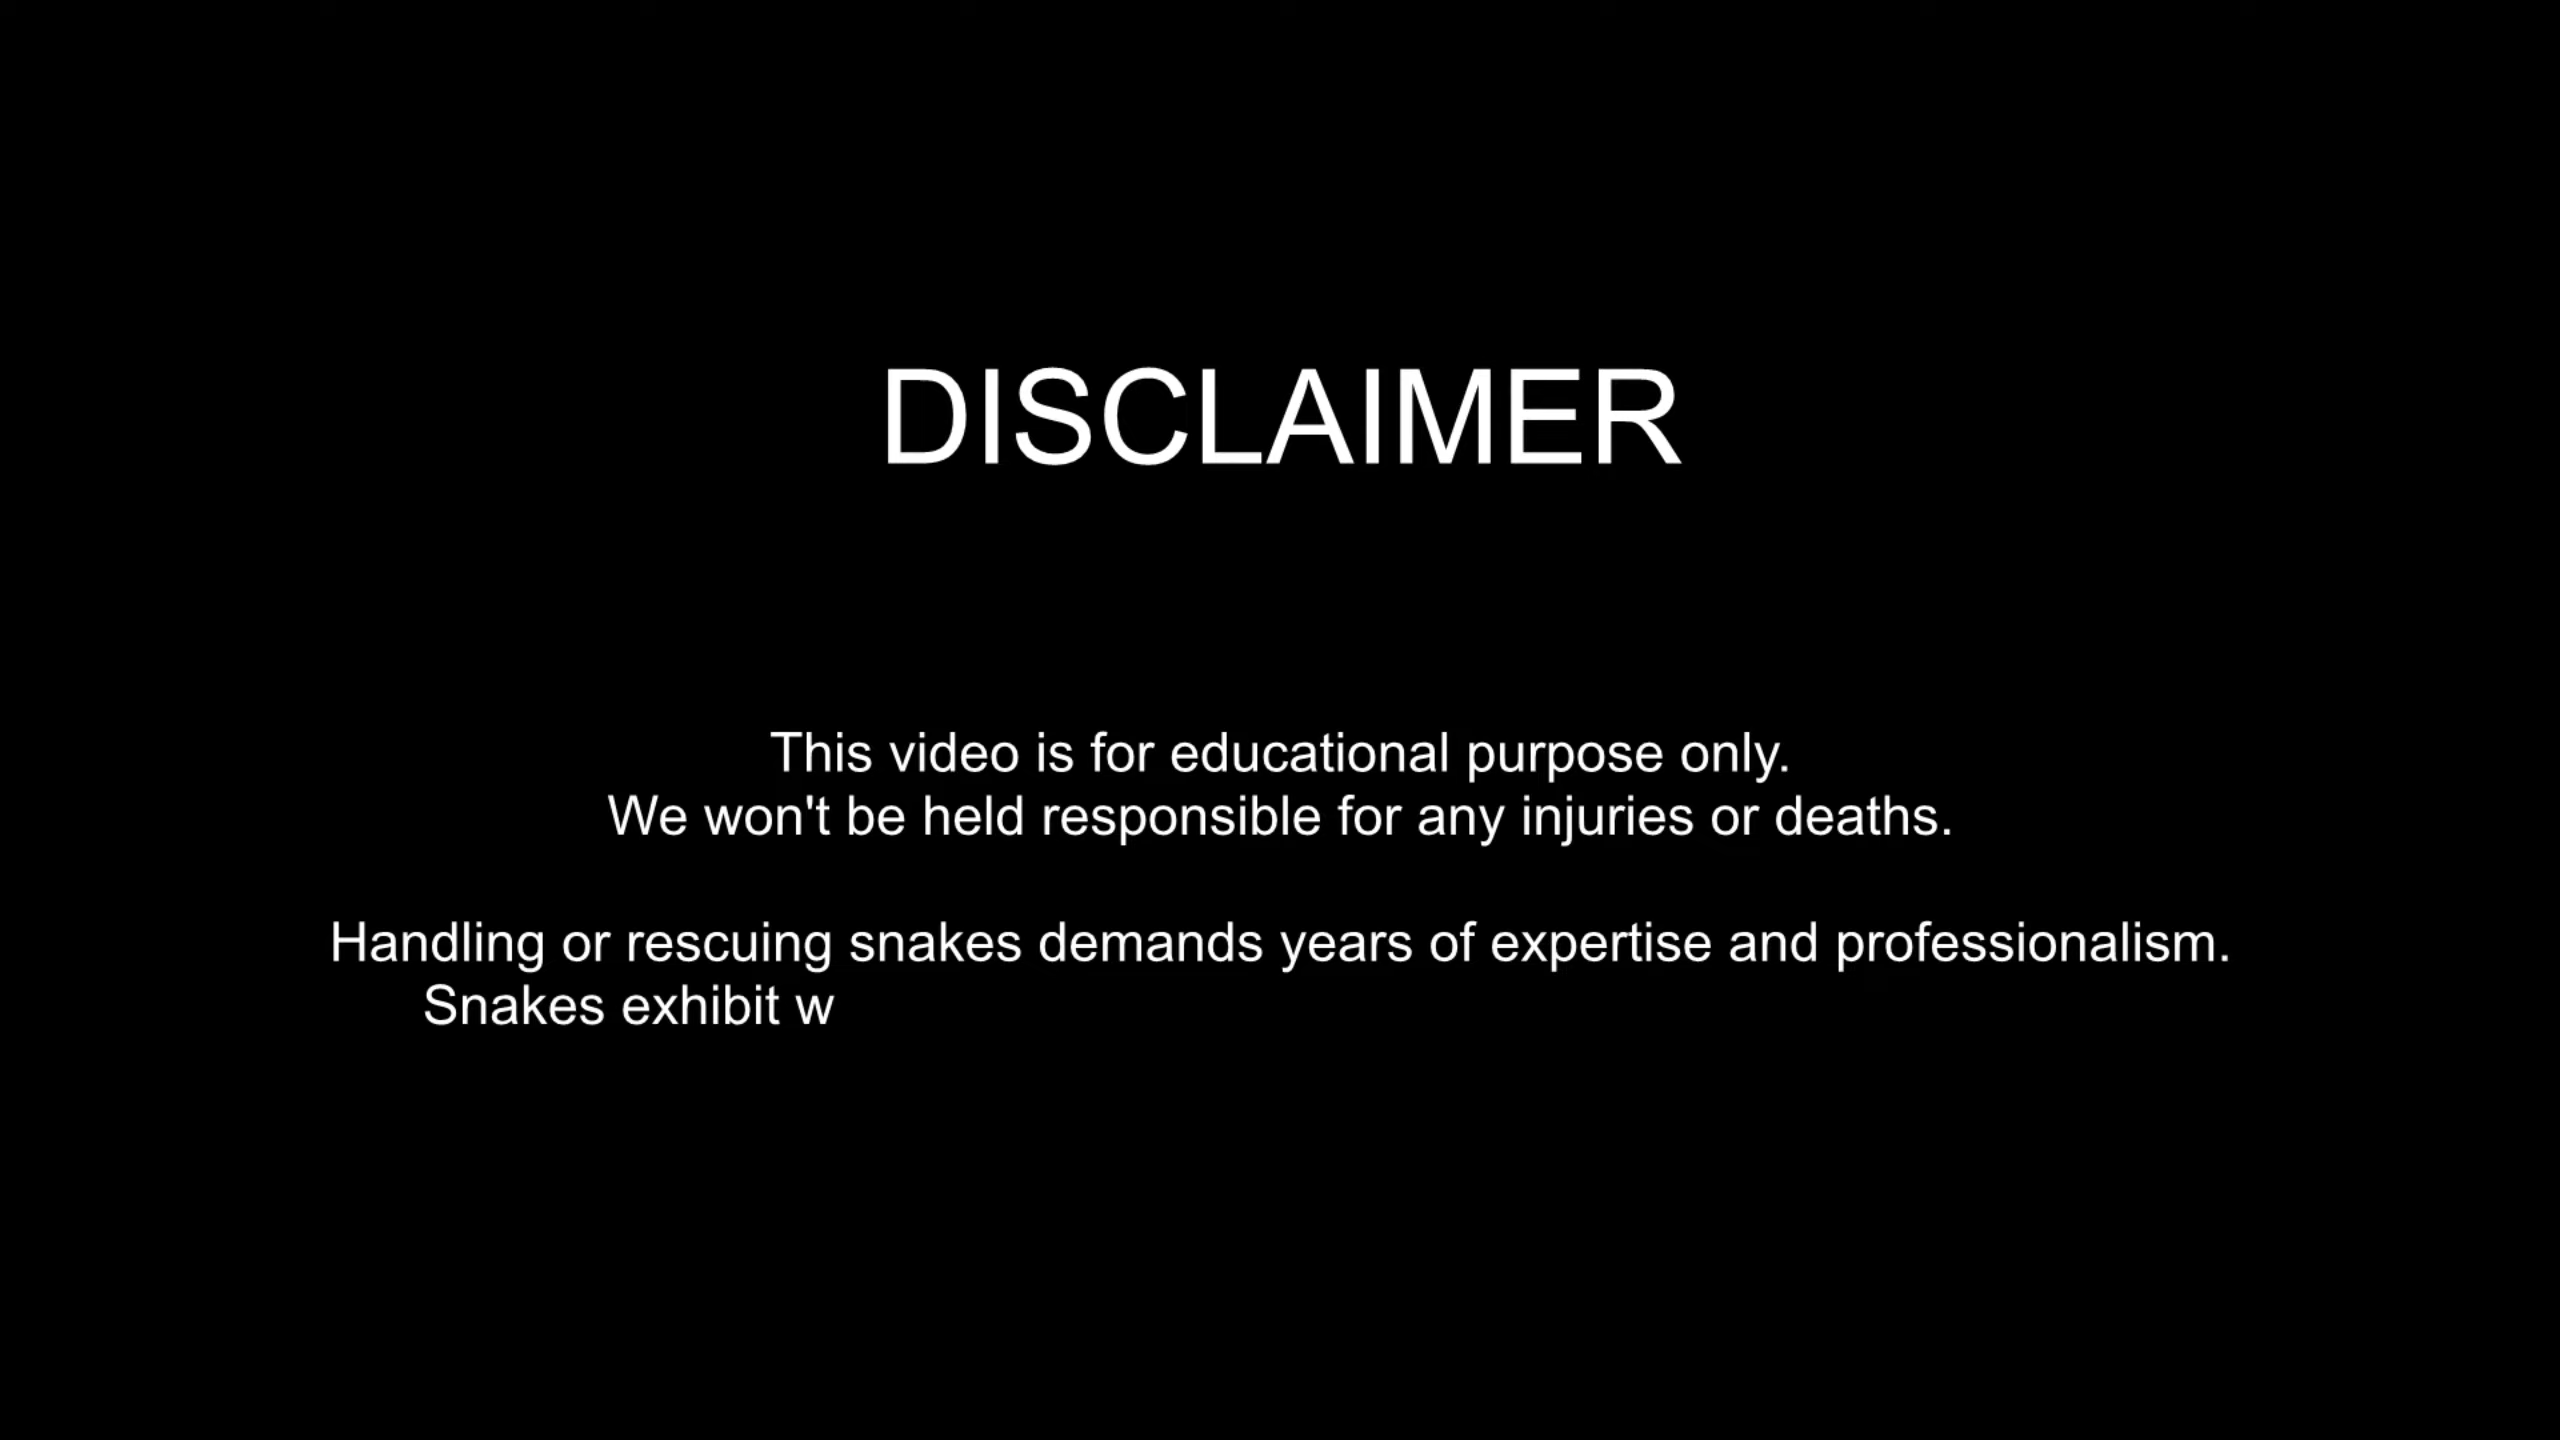 DISCLAIMER
This video is for educational purpose only.
We won't be held responsible for any injuries or deaths.
Handling or rescuing snakes demands years of expertise and professionalism.
Snakes exhibit w